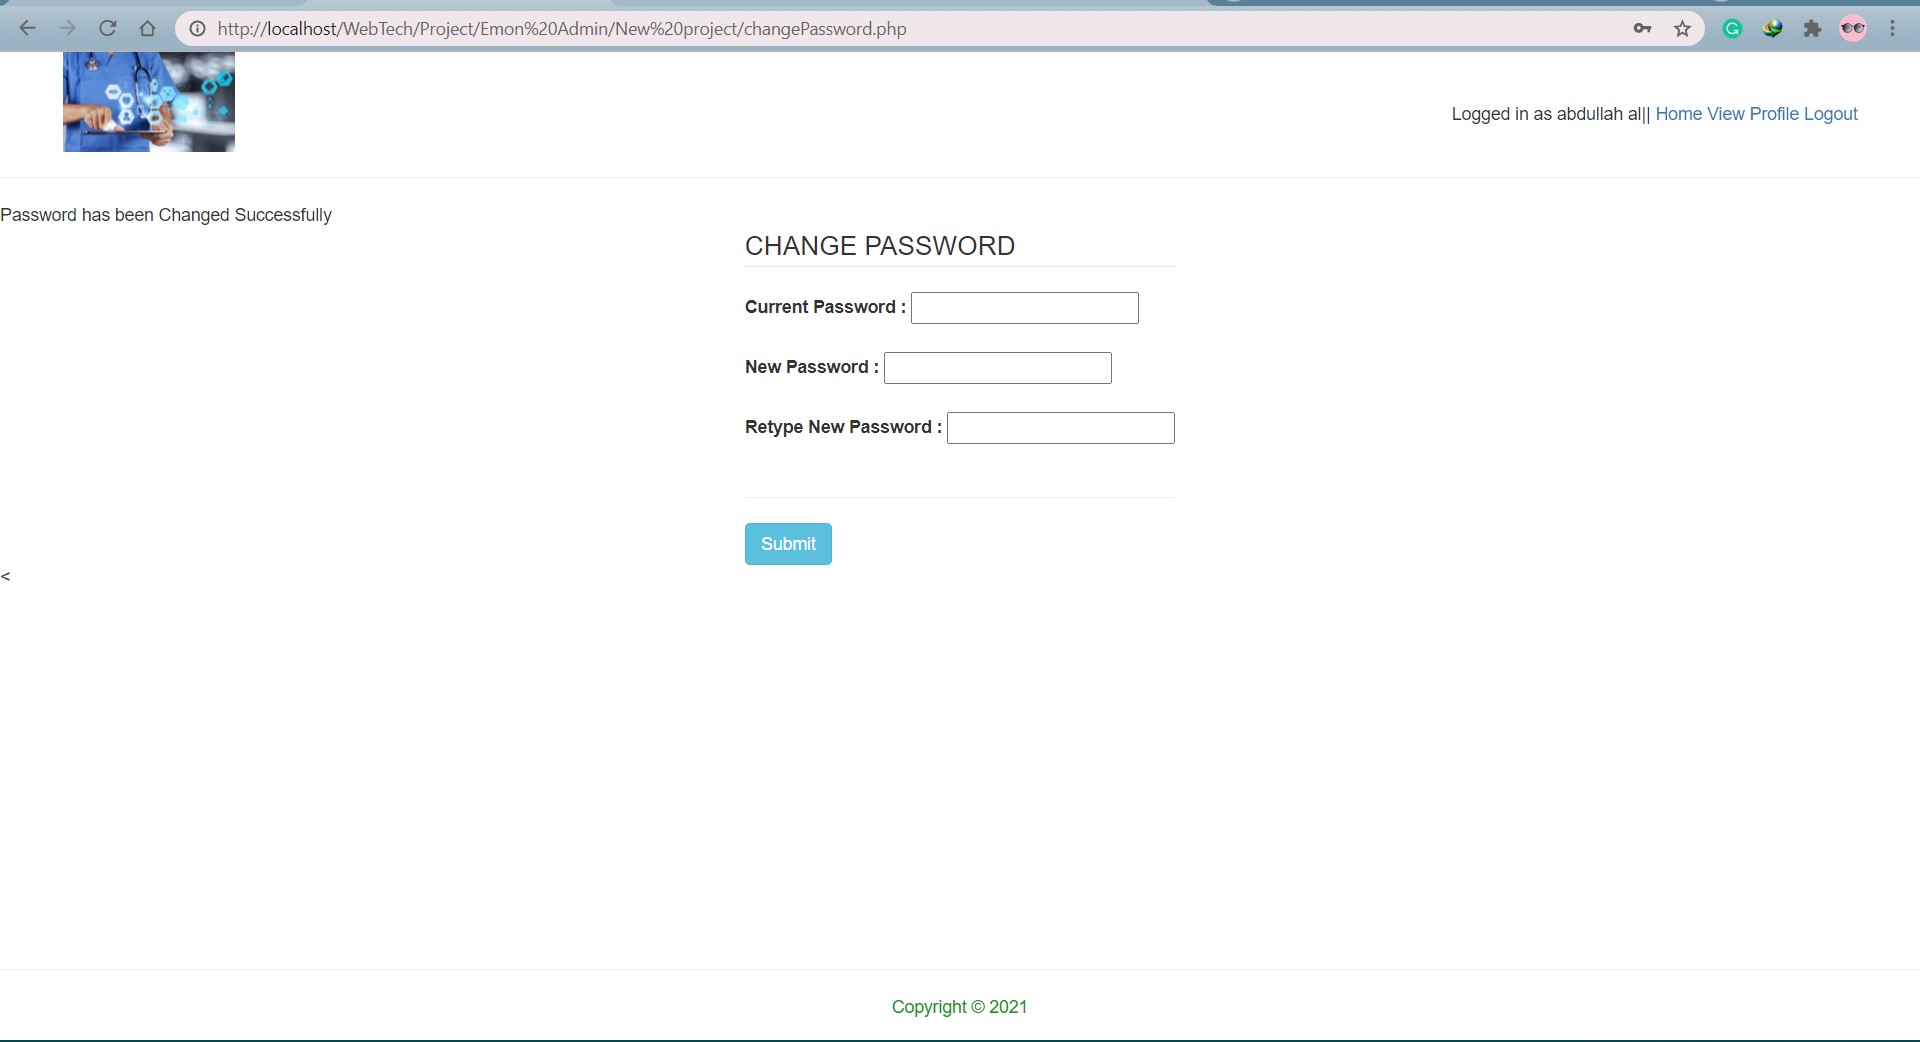 http://localhost/WebTech/Project/Emon%20Admin/New%20project/changePassword.php
Logged in as abdullah al|| Home View Profile Logout
Password has been Changed Successfully
CHANGE PASSWORD
Current Password :
New Password :
Retype New Password :
Submit
<
Copyright © 2021